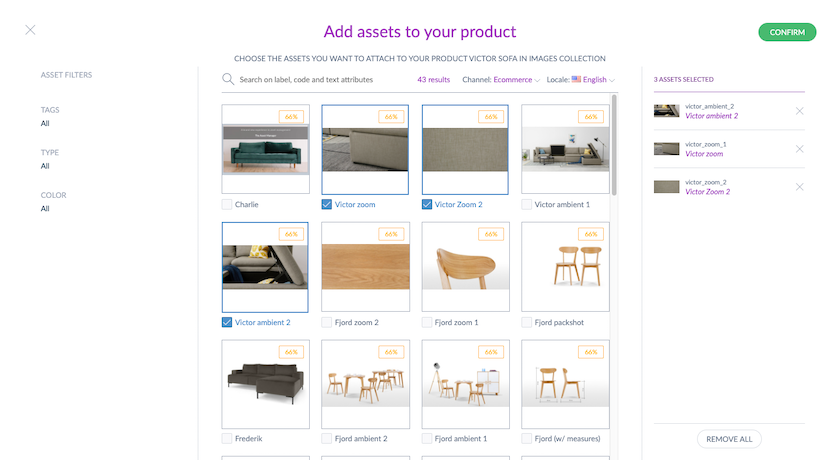 Add assets to your product
CONFIRM
CHOOSE THE ASSETS YOU WANT TO ATTACH TO YOUR PRODUCT VICTOR SOFA IN IMAGES COLLECTION
ASSET FILTERS
TAGS
All
TYPE
All
COLOR
All
Search on label, code and text attributes
43 results
Channel: Ecommerce
Locale: English
66%
66%
66%
66%
Charlie
Victor zoom
Victor Zoom 2
Victor ambient 1
66%
66%
66%
66%
Victor ambient 2
Fjord zoom 2
Fjord zoom 1
Fjord packshot
66%
66%
66%
66%
Frederik
Fjord ambient 2
Fjord ambient 1
Fjord (w/ measures)
3 ASSETS SELECTED
victor_ambient_2
Victor ambient 2
victor_zoom_1
Victor zoom
victor_zoom_2
Victor Zoom 2
REMOVE ALL